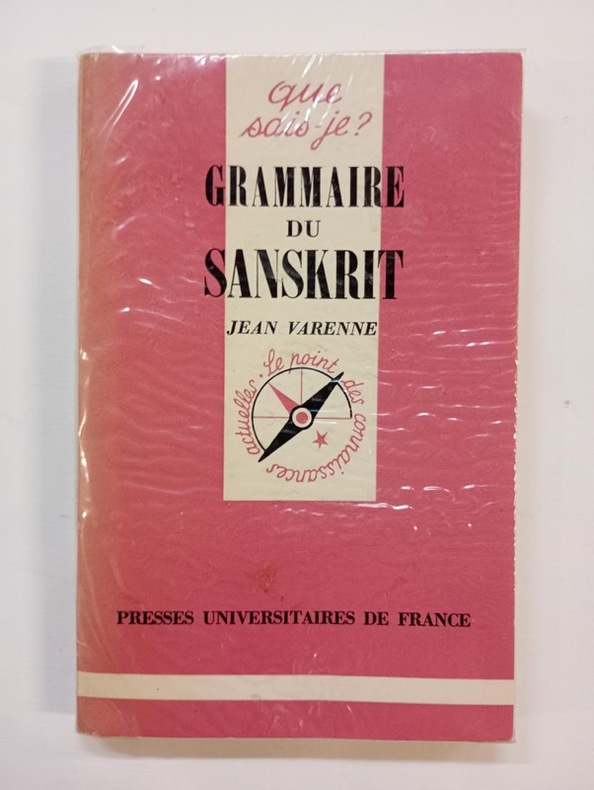 que
sais-je?
GRAMMAIRE
DU
SANSKRIT
JEAN VARENNE
Le point des connaissances actuelles.
PRESSES UNIVERSITAIRES DE FRANCE